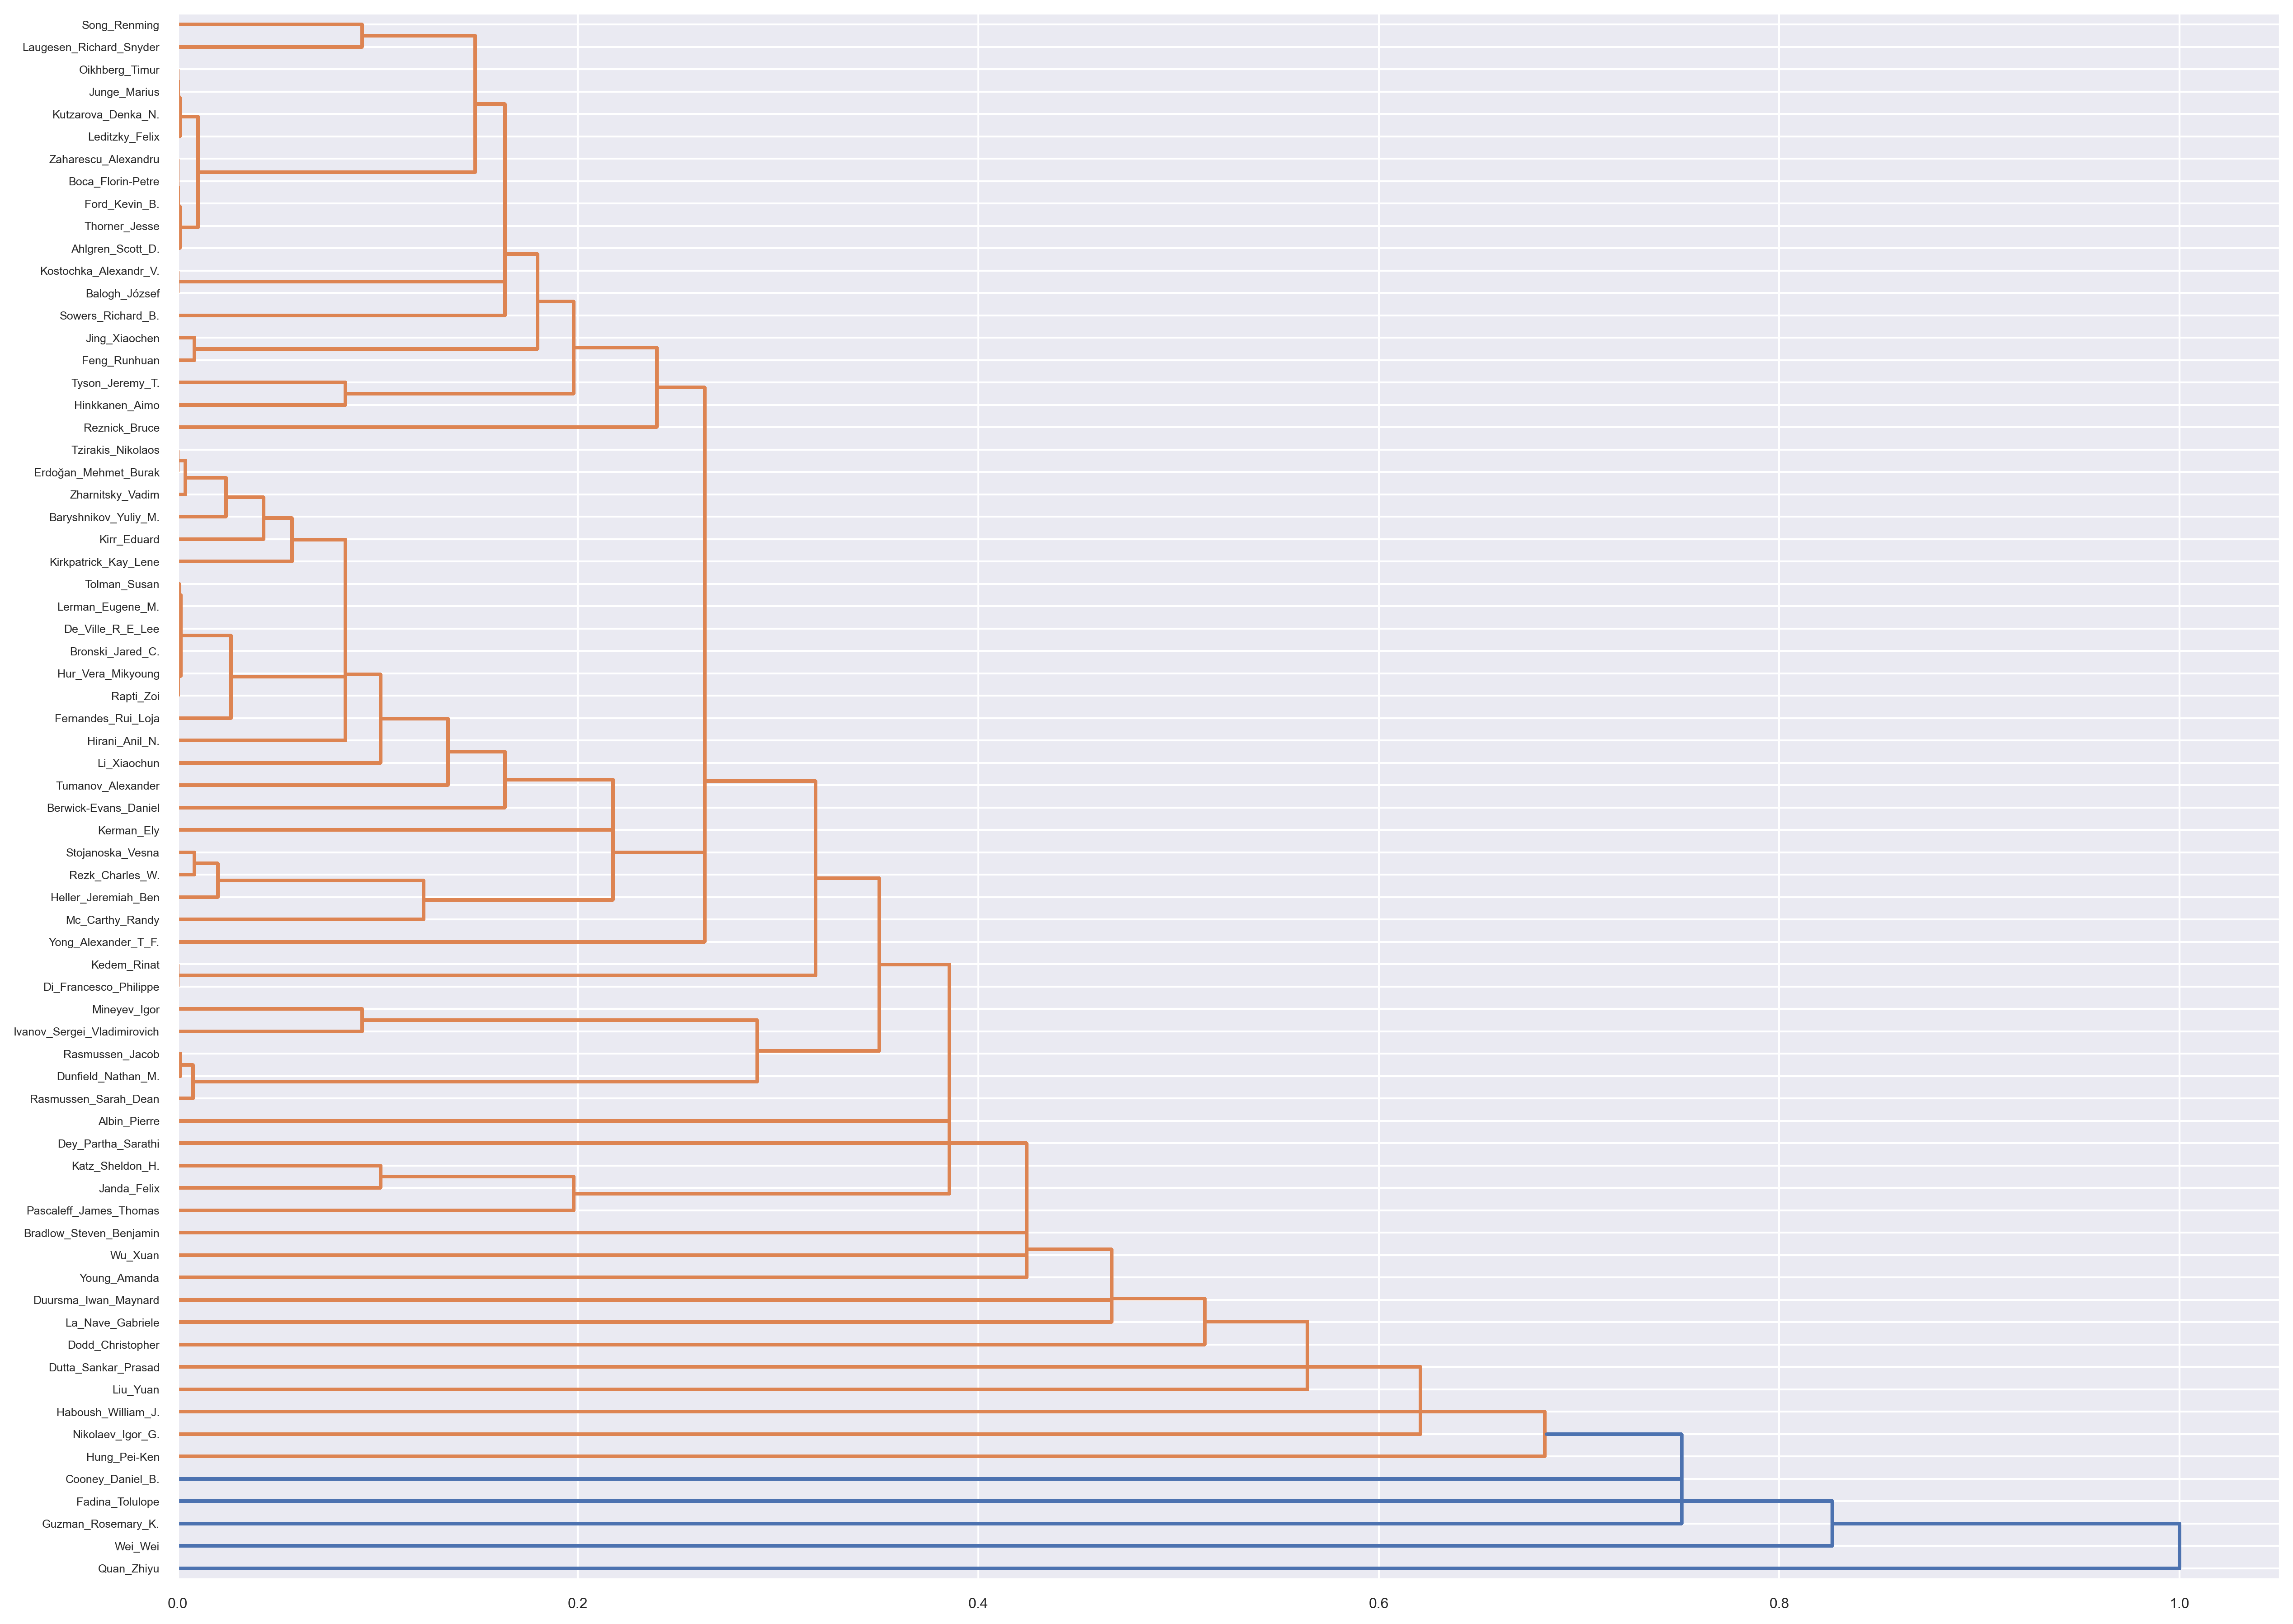 Song_Renming
Laugesen_Richard_Snyder
Oikhberg_Timur
Junge_Marius
Kutzarova_Denka_N.
Leditzky_Felix
Zaharescu_Alexandru
Boca_Florin-Petre
Ford_Kevin_B.
Thorner_Jesse
Ahlgren_Scott_D.
Kostochka_Alexandr_V.
Balogh_József
Sowers_Richard_B.
Jing_Xiaochen
Feng_Runhuan
Tyson_Jeremy_T.
Hinkkanen_Aimo
Reznick_Bruce
Tzirakis_Nikolaos
Erdoğan_Mehmet_Burak
Zharnitsky_Vadim
Baryshnikov_Yuliy_M.
Kirr_Eduard
Kirkpatrick_Kay_Lene
Tolman_Susan
Lerman_Eugene_M.
De_Ville_R_E_Lee
Bronski_Jared_C.
Hur_Vera_Mikyoung
Rapti_Zoi
Fernandes_Rui_Loja
Hirani_Anil_N.
Li_Xiaochun
Tumanov_Alexander
Berwick-Evans_Daniel
Kerman_Ely
Stojanoska_Vesna
Rezk_Charles_W.
Heller_Jeremiah_Ben
Mc_Carthy_Randy
Yong_Alexander_T_F.
Kedem_Rinat
Di_Francesco_Philippe
Mineyev_Igor
Ivanov_Sergei_Vladimirovich
Rasmussen_Jacob
Dunfield_Nathan_M.
Rasmussen_Sarah_Dean
Albin_Pierre
Dey_Partha_Sarathi
Katz_Sheldon_H.
Janda_Felix
Pascaleff_James_Thomas
Bradlow_Steven_Benjamin
Wu_Xuan
Young_Amanda
Duursma_Iwan_Maynard
La_Nave_Gabriele
Dodd_Christopher
Dutta_Sankar_Prasad
Liu_Yuan
Haboush_William_J.
Nikolaev_Igor_G.
Hung_Pei-Ken
Cooney_Daniel_B.
Fadina_Tolulope
Guzman_Rosemary_K.
Wei_Wei
Quan_Zhiyu
0.0 0.2 0.4 0.6 0.8 1.0